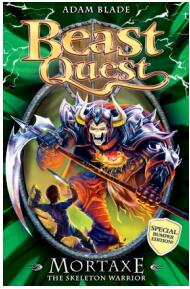 ADAM BLADE
Beast
Quest
SPECIAL
BUMPER
EDITION!
MORTAXE
THE SKELETON WARRIOR